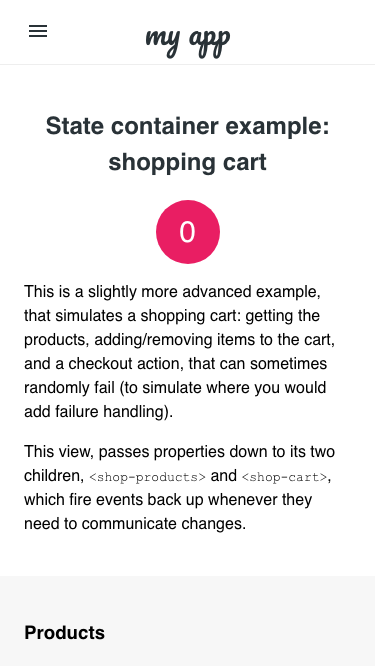 my app
State container example:
shopping cart
0
This is a slightly more advanced example,
that simulates a shopping cart: getting the
products, adding/removing items to the cart,
and a checkout action, that can sometimes
randomly fail (to simulate where you would
add failure handling).
This view, passes properties down to its two
children, <shop-products> and <shop-cart>,
which fire events back up whenever they
need to communicate changes.
Products